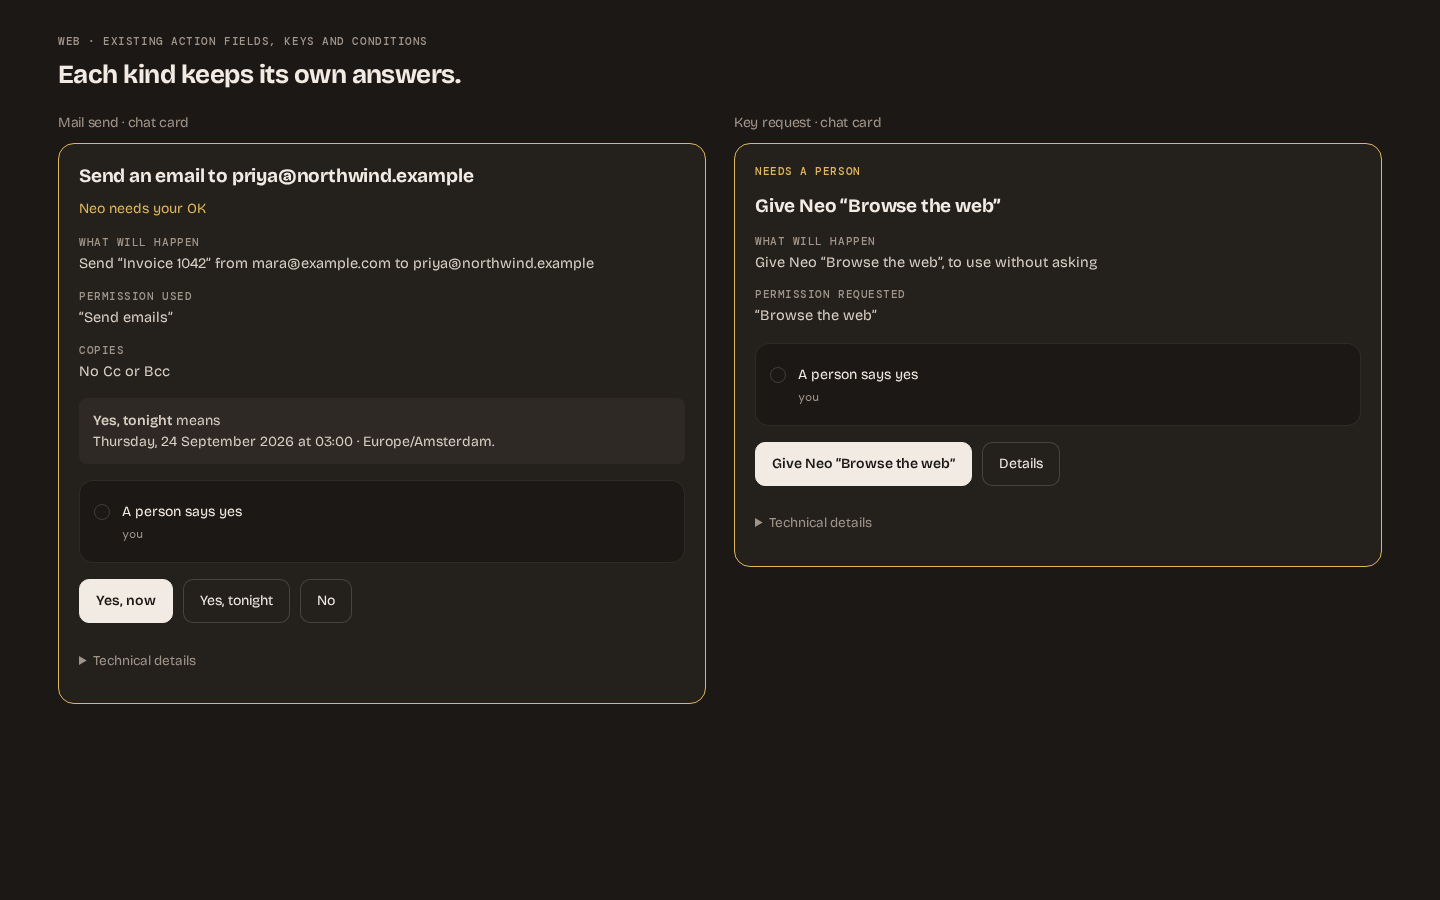 WEB · EXISTING ACTION FIELDS, KEYS AND CONDITIONS
Each kind keeps its own answers.
Mail send · chat card
Send an email to priya@northwind.example
Neo needs your OK
WHAT WILL HAPPEN
Send “Invoice 1042” from mara@example.com to priya@northwind.example
PERMISSION USED
“Send emails”
COPIES
No Cc or Bcc
Yes, tonight means
Thursday, 24 September 2026 at 03:00 · Europe/Amsterdam.
A person says yes
you
Yes, now
Yes, tonight
No
Technical details
Key request · chat card
NEEDS A PERSON
Give Neo “Browse the web”
WHAT WILL HAPPEN
Give Neo “Browse the web”, to use without asking
PERMISSION REQUESTED
“Browse the web”
A person says yes
you
Give Neo “Browse the web”
Details
Technical details